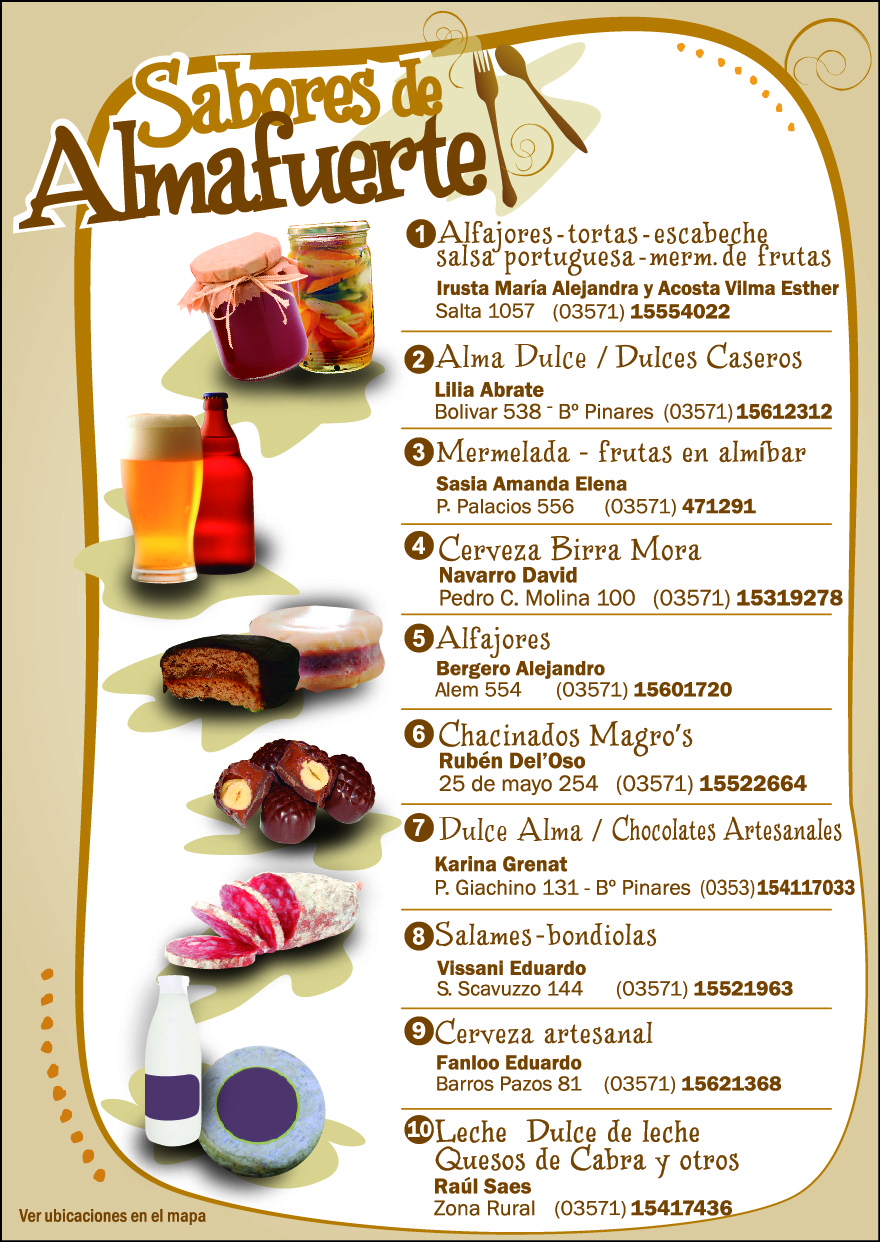 Sabores de
Almafuerte
1 Alfajores-tortas-escabeche
salsa portuguesa-merm. de frutas
Irusta María Alejandra y Acosta Vilma Esther
Salta 1057 (03571) 15554022
2 Alma Dulce / Dulces Caseros
Lilia Abrate
Bolivar 538 - Bº Pinares (03571) 15612312
3 Mermelada - frutas en almíbar
Sasia Amanda Elena
P. Palacios 556 (03571) 471291
4 Cerveza Birra Mora
Navarro David
Pedro C. Molina 100 (03571) 15319278
5 Alfajores
Bergero Alejandro
Alem 554 (03571) 15601720
6 Chacinados Magro's
Rubén Del'Oso
25 de mayo 254 (03571) 15522664
7 Dulce Alma / Chocolates Artesanales
Karina Grenat
P. Giachino 131 - Bº Pinares (0353) 154117033
8 Salames-bondiolas
Vissani Eduardo
S. Scavuzzo 144 (03571) 15521963
9 Cerveza artesanal
Fanloo Eduardo
Barros Pazos 81 (03571) 15621368
10 Leche Dulce de leche
Quesos de Cabra y otros
Raúl Saes
Zona Rural (03571) 15417436
Ver ubicaciones en el mapa